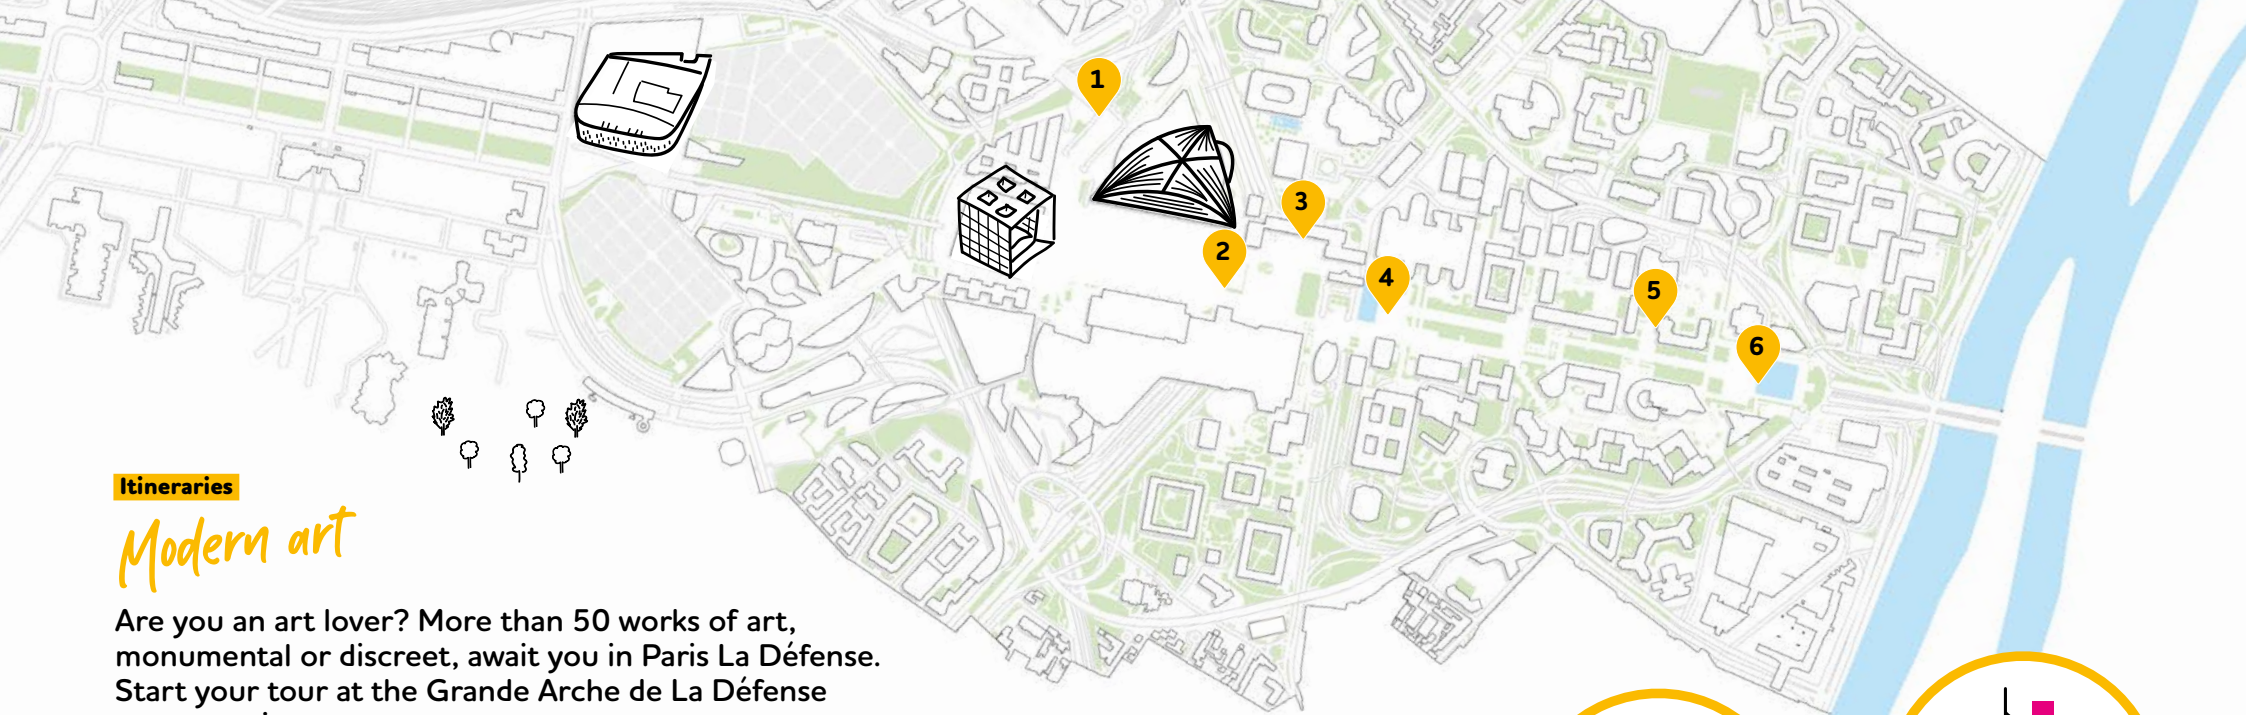 1
2
3
4
5
6
Itineraries
Modern art
Are you an art lover? More than 50 works of art,
monumental or discreet, await you in Paris La Défense.
Start your tour at the Grande Arche de La Défense